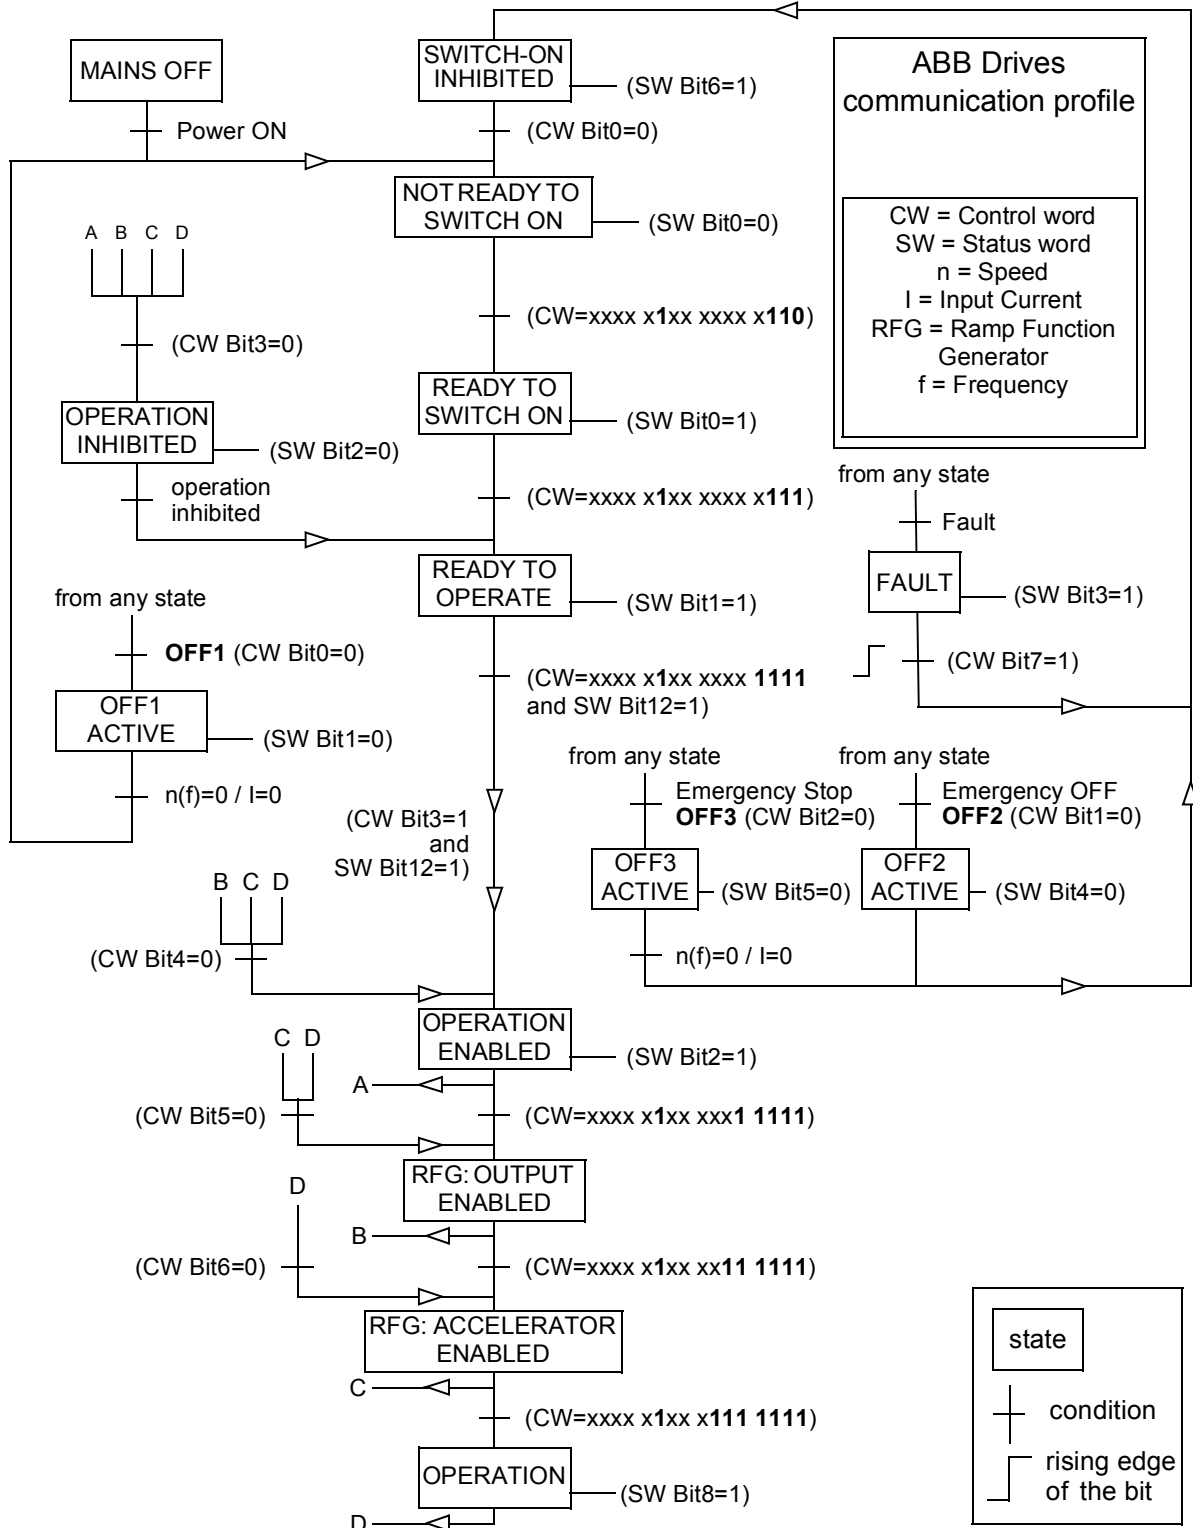 MAINS OFF
Power ON
SWITCH-ON
INHIBITED
(SW Bit6=1)
(CW Bit0=0)
ABB Drives
communication profile
CW = Control word
SW = Status word
n = Speed
I = Input Current
RFG = Ramp Function
Generator
f = Frequency
NOT READY TO
SWITCH ON
(SW Bit0=0)
A B C D
(CW Bit3=0)
(CW=xxxx x1xx xxxx x110)
OPERATION
INHIBITED
(SW Bit2=0)
operation
inhibited
READY TO
SWITCH ON
(SW Bit0=1)
(CW=xxxx x1xx xxxx x111)
from any state
Fault
FAULT
(SW Bit3=1)
(CW Bit7=1)
READY TO
OPERATE
(SW Bit1=1)
(CW=xxxx x1xx xxxx 1111
and SW Bit12=1)
from any state
OFF1 (CW Bit0=0)
OFF1
ACTIVE
(SW Bit1=0)
n(f)=0 / I=0
(CW Bit3=1
and
SW Bit12=1)
from any state
Emergency Stop
OFF3 (CW Bit2=0)
OFF3
ACTIVE
(SW Bit5=0)
n(f)=0 / I=0
from any state
Emergency OFF
OFF2 (CW Bit1=0)
OFF2
ACTIVE
(SW Bit4=0)
B C D
(CW Bit4=0)
OPERATION
ENABLED
(SW Bit2=1)
A
C D
(CW Bit5=0)
(CW=xxxx x1xx xxx1 1111)
RFG: OUTPUT
ENABLED
B
D
(CW Bit6=0)
(CW=xxxx x1xx xx11 1111)
RFG: ACCELERATOR
ENABLED
C
(CW=xxxx x1xx x111 1111)
OPERATION
(SW Bit8=1)
D
state
condition
rising edge
of the bit